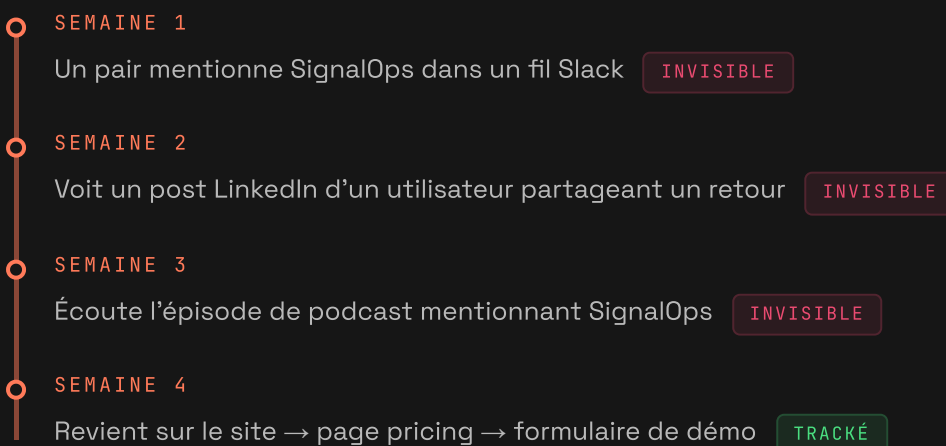 SEMAINE 1
Un pair mentionne SignalOps dans un fil Slack INVISIBLE
SEMAINE 2
Voit un post LinkedIn d'un utilisateur partageant un retour INVISIBLE
SEMAINE 3
Écoute l'épisode de podcast mentionnant SignalOps INVISIBLE
SEMAINE 4
Revient sur le site → page pricing → formulaire de démo TRACKÉ